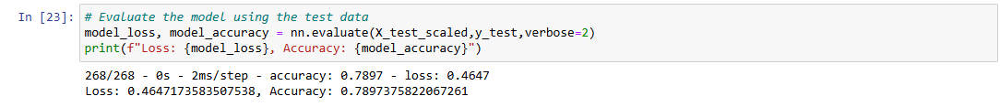 In [23]: # Evaluate the model using the test data
model_loss, model_accuracy = nn.evaluate(X_test_scaled,y_test,verbose=2)
print(f"Loss: {model_loss}, Accuracy: {model_accuracy}")
268/268 - 0s - 2ms/step - accuracy: 0.7897 - loss: 0.4647
Loss: 0.4647173583507538, Accuracy: 0.7897375822067261